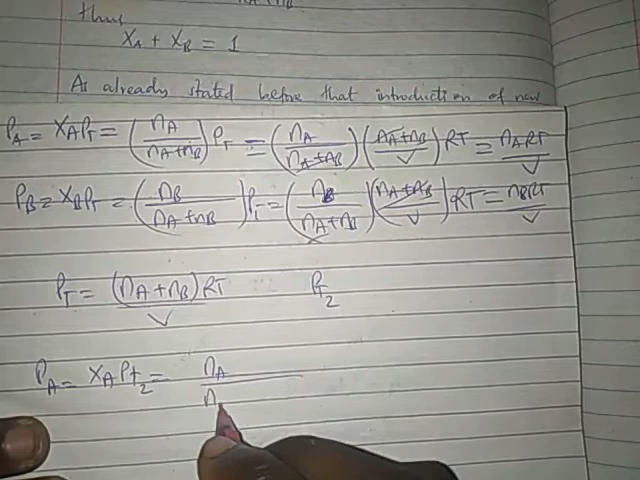 thus
X_A + X_B = 1
As already stated before that introduction of new
P_A = X_A P_T = (n_A / (n_A + n_B)) P_T = (n_A / (n_A + n_B)) ((n_A + n_B) / V) RT = n_A RT / V
P_B = X_B P_T = (n_B / (n_A + n_B)) P_T = (n_B / (n_A + n_B)) ((n_A + n_B) / V) RT = n_B RT / V
P_T = (n_A + n_B) RT / V P_T2
P_A = X_A P_t2 = n_A / n